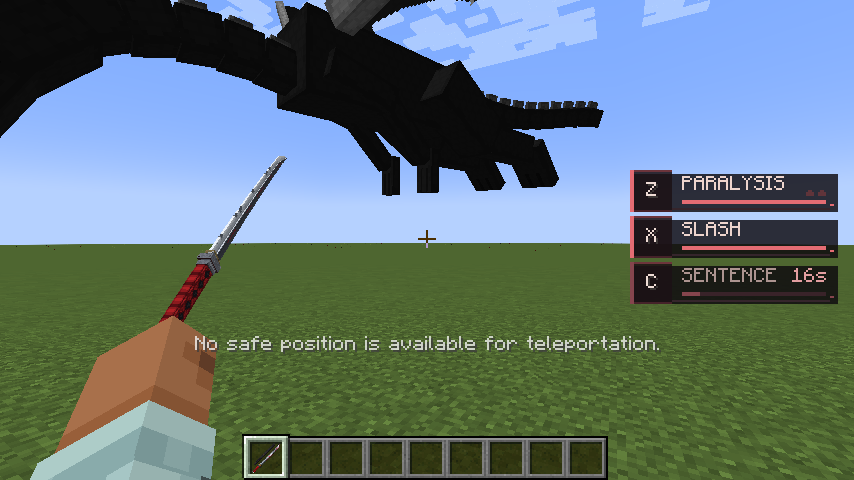 Z PARALYSIS
X SLASH
C SENTENCE 16s
No safe position is available for teleportation.